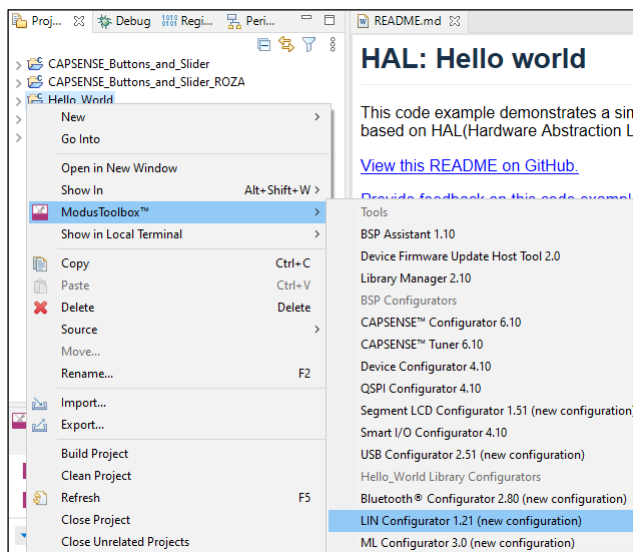 Proj...
Debug
1010 0101 Regi...
Peri...
README.md
CAPSENSE_Buttons_and_Slider
CAPSENSE_Buttons_and_Slider_ROZA
Hello_World
HAL: Hello world
This code example demonstrates a sin
based on HAL(Hardware Abstraction L
View this README on GitHub.
Provide feedback on this code exampl
New
Go Into
Open in New Window
Show In Alt+Shift+W
ModusToolbox™
Show in Local Terminal
Copy Ctrl+C
Paste Ctrl+V
Delete Delete
Source
Move...
Rename... F2
Import...
Export...
Build Project
Clean Project
Refresh F5
Close Project
Close Unrelated Projects
Tools
BSP Assistant 1.10
Device Firmware Update Host Tool 2.0
Library Manager 2.10
BSP Configurators
CAPSENSE™ Configurator 6.10
CAPSENSE™ Tuner 6.10
Device Configurator 4.10
QSPI Configurator 4.10
Segment LCD Configurator 1.51 (new configuration)
Smart I/O Configurator 4.10
USB Configurator 2.51 (new configuration)
Hello_World Library Configurators
Bluetooth® Configurator 2.80 (new configuration)
LIN Configurator 1.21 (new configuration)
ML Configurator 3.0 (new configuration)